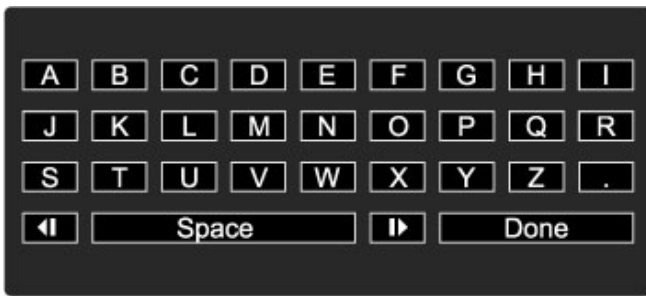 A B C D E F G H I
J K L M N O P Q R
S T U V W X Y Z .
Space Done